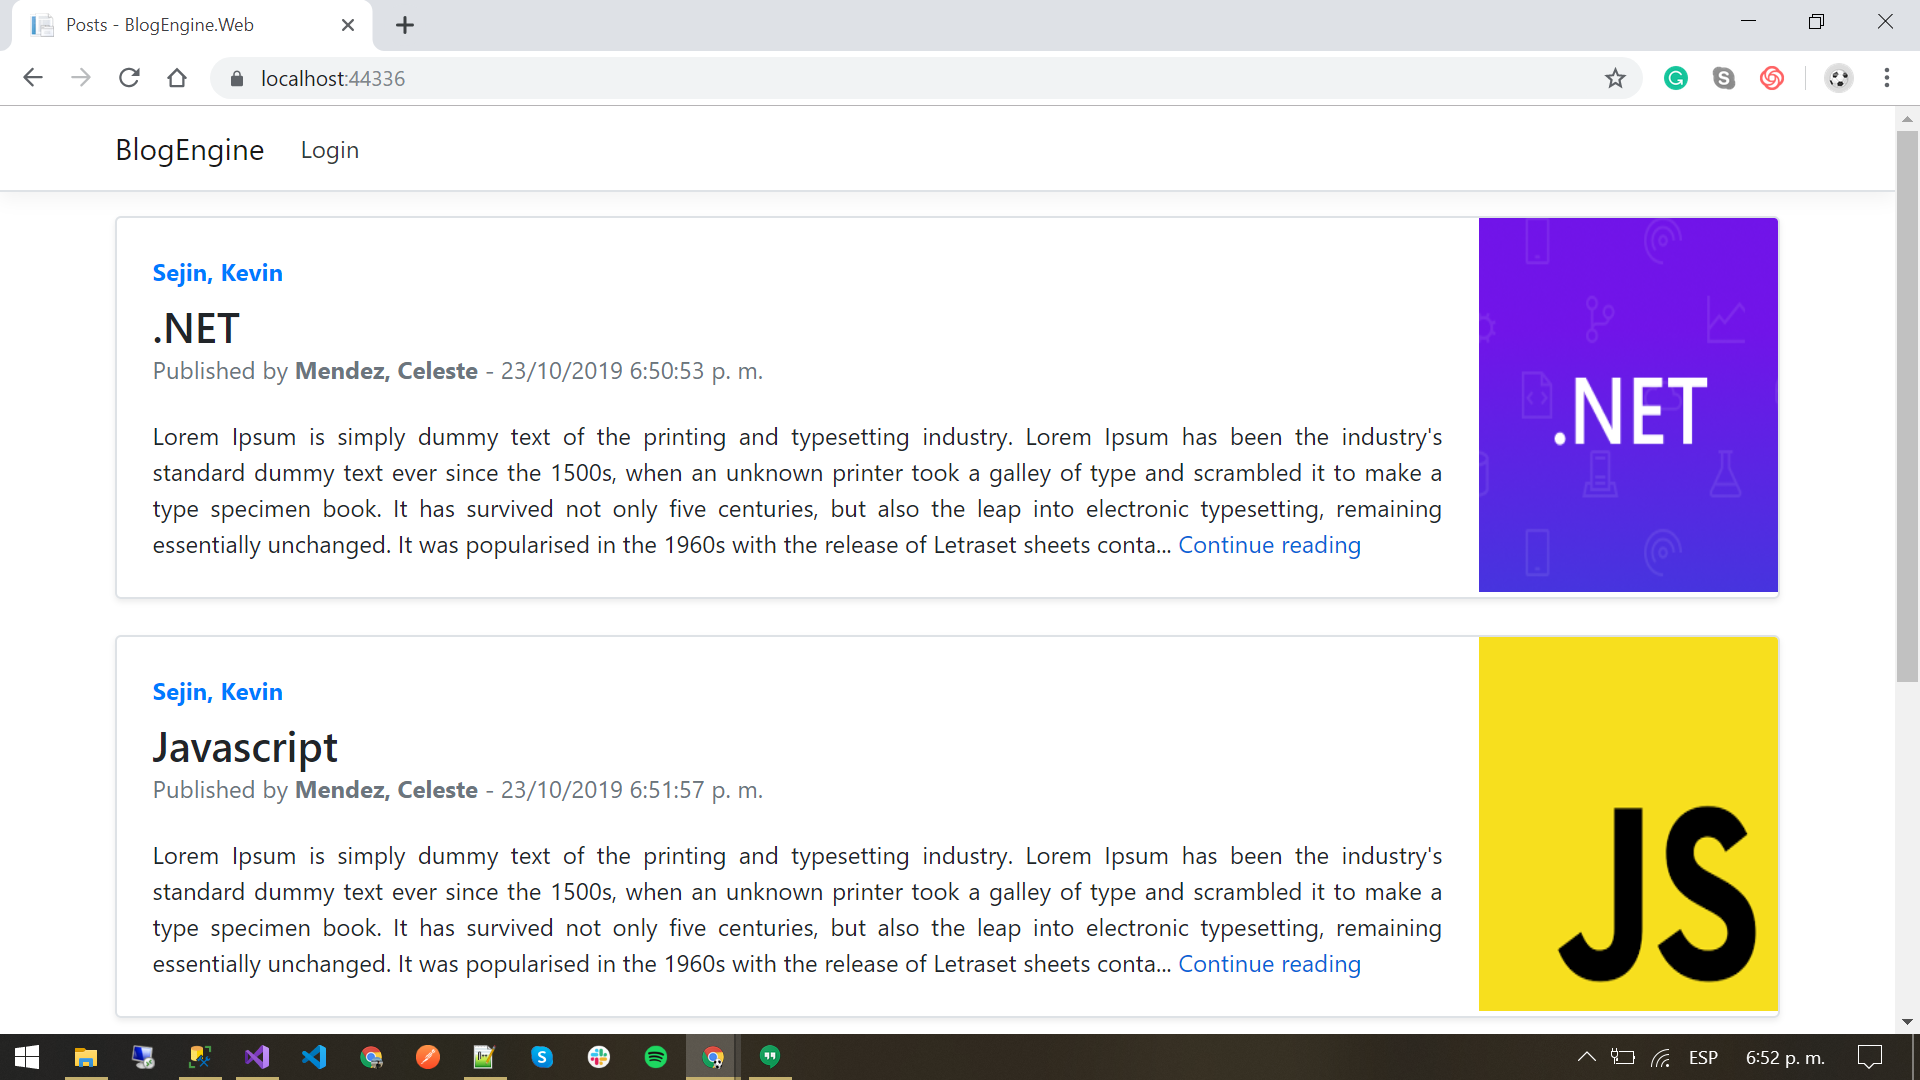 Posts - BlogEngine.Web
localhost:44336
BlogEngine Login
Sejin, Kevin
.NET
Published by Mendez, Celeste - 23/10/2019 6:50:53 p. m.
Lorem Ipsum is simply dummy text of the printing and typesetting industry. Lorem Ipsum has been the industry's
standard dummy text ever since the 1500s, when an unknown printer took a galley of type and scrambled it to make a
type specimen book. It has survived not only five centuries, but also the leap into electronic typesetting, remaining
essentially unchanged. It was popularised in the 1960s with the release of Letraset sheets conta... Continue reading
.NET
Sejin, Kevin
Javascript
Published by Mendez, Celeste - 23/10/2019 6:51:57 p. m.
Lorem Ipsum is simply dummy text of the printing and typesetting industry. Lorem Ipsum has been the industry's
standard dummy text ever since the 1500s, when an unknown printer took a galley of type and scrambled it to make a
type specimen book. It has survived not only five centuries, but also the leap into electronic typesetting, remaining
essentially unchanged. It was popularised in the 1960s with the release of Letraset sheets conta... Continue reading
JS
ESP 6:52 p. m.